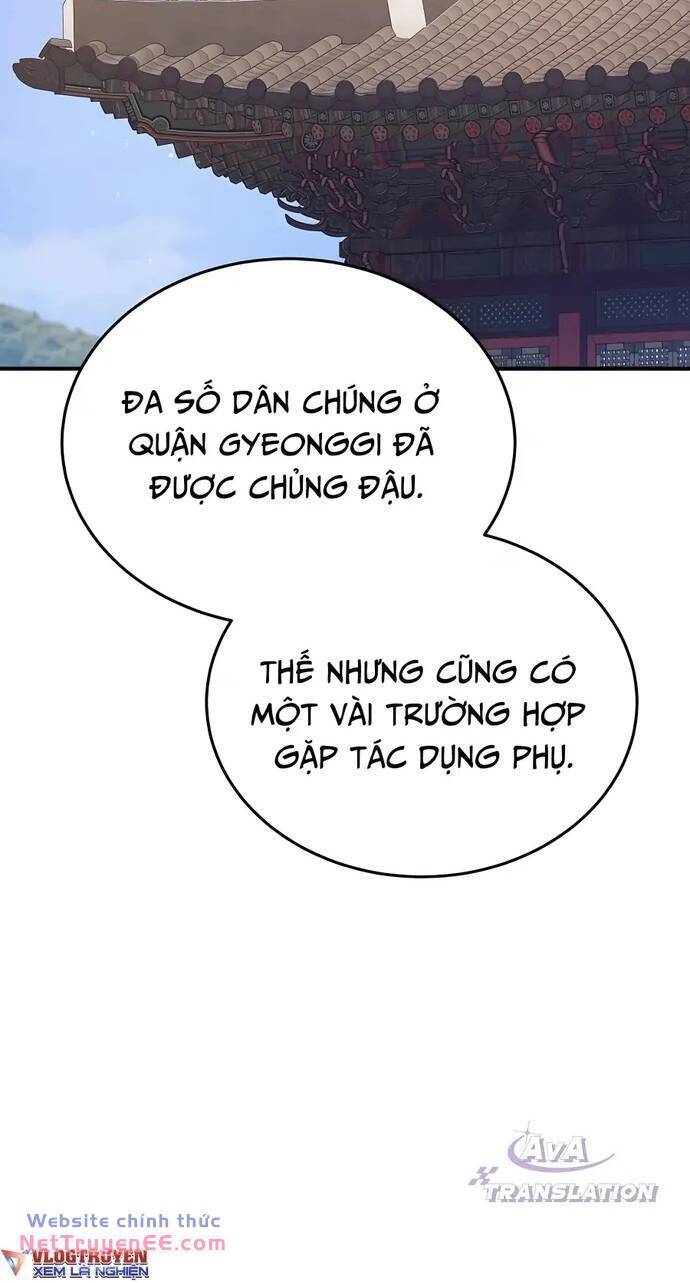 ĐA SỐ DÂN CHÚNG Ở
QUẬN GYEONGGI ĐÃ
ĐƯỢC CHỦNG ĐẬU.
THẾ NHƯNG CŨNG CÓ
MỘT VÀI TRƯỜNG HỢP
GẶP TÁC DỤNG PHỤ.
AVA
TRANSLATION
Website chính thức
NetTruyenEE.com
VLOGTRUYEN
XEM LÀ NGHIỆN